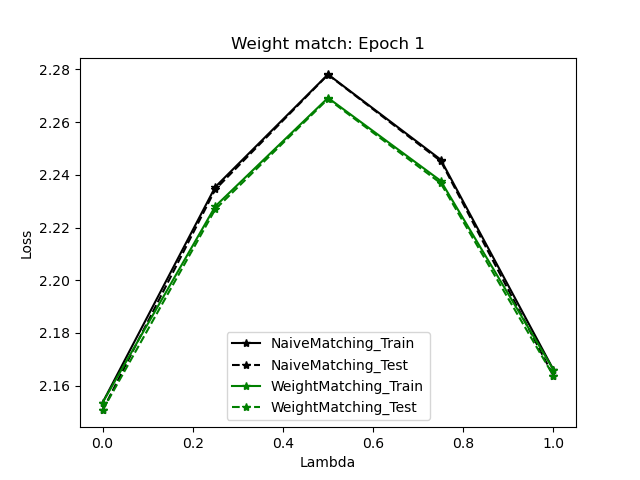 Weight match: Epoch 1
2.28
2.26
2.24
2.22
2.20
2.18
2.16
Loss
NaiveMatching_Train
NaiveMatching_Test
WeightMatching_Train
WeightMatching_Test
0.0 0.2 0.4 0.6 0.8 1.0
Lambda